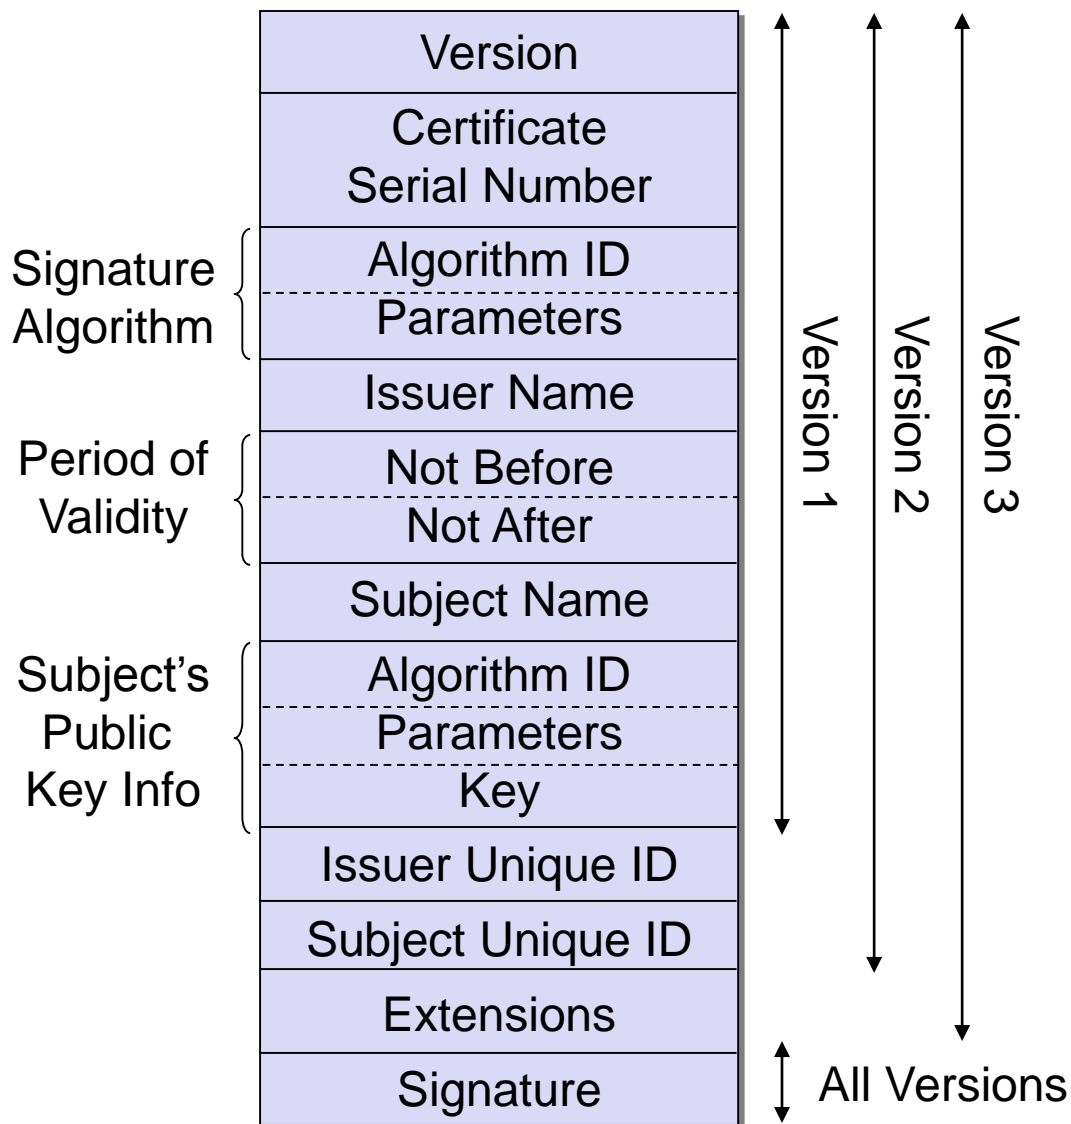 Version
Certificate
Serial Number
Signature
Algorithm
Algorithm ID
Parameters
Issuer Name
Period of
Validity
Not Before
Not After
Subject Name
Subject’s
Public
Key Info
Algorithm ID
Parameters
Key
Issuer Unique ID
Subject Unique ID
Extensions
Signature
Version 1
Version 2
Version 3
All Versions